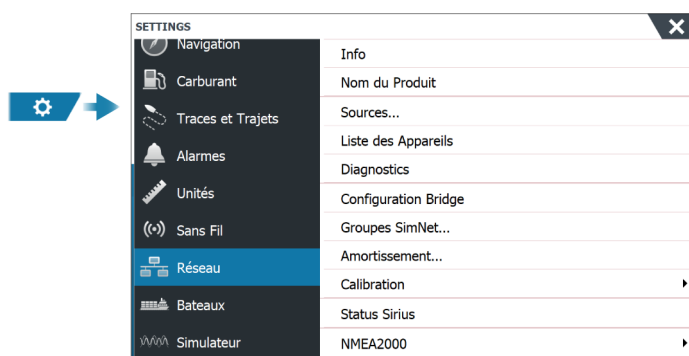 SETTINGS
Navigation
Carburant
Traces et Trajets
Alarmes
Unités
Sans Fil
Réseau
Bateaux
Simulateur
Info
Nom du Produit
Sources...
Liste des Appareils
Diagnostics
Configuration Bridge
Groupes SimNet...
Amortissement...
Calibration
Status Sirius
NMEA2000